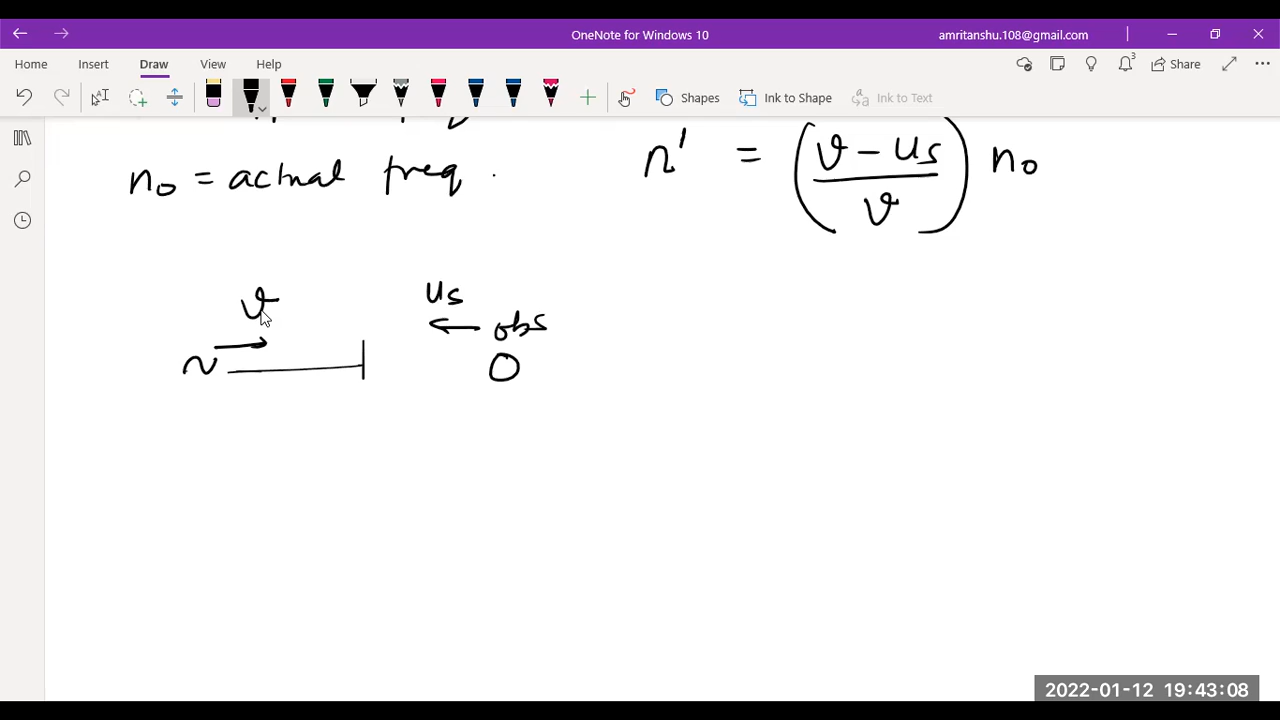 OneNote for Windows 10
amritanshu.108@gmail.com
Home Insert Draw View Help
3
Share
Shapes
Ink to Shape
Ink to Text
n₀ = actual freq.
n' = (v - us / v) n₀
v
us
obs
2022-01-12 19:43:08